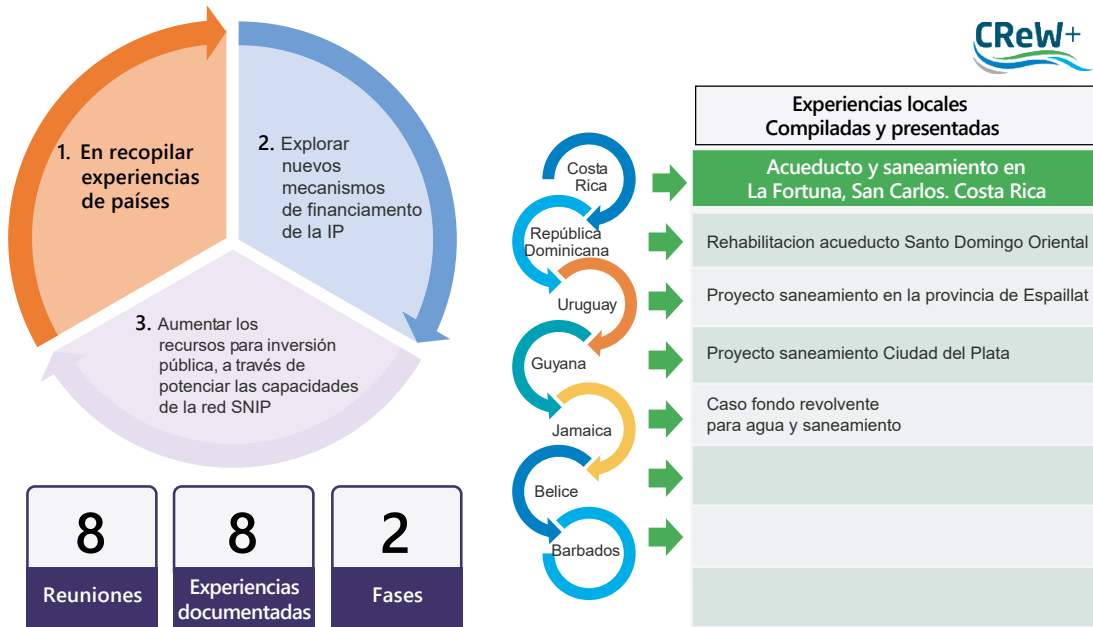 CReW+
1. En recopilar
experiencias
de países
2. Explorar
nuevos
mecanismos
de financiamento
de la IP
3. Aumentar los
recursos para inversión
pública, a través de
potenciar las capacidades
de la red SNIP
8
Reuniones
8
Experiencias
documentadas
2
Fases
Costa
Rica
República
Dominicana
Uruguay
Guyana
Jamaica
Belice
Barbados
Experiencias locales
Compiladas y presentadas
Acueducto y saneamiento en
La Fortuna, San Carlos. Costa Rica
Rehabilitacion acueducto Santo Domingo Oriental
Proyecto saneamiento en la provincia de Espaillat
Proyecto saneamiento Ciudad del Plata
Caso fondo revolvente
para agua y saneamiento